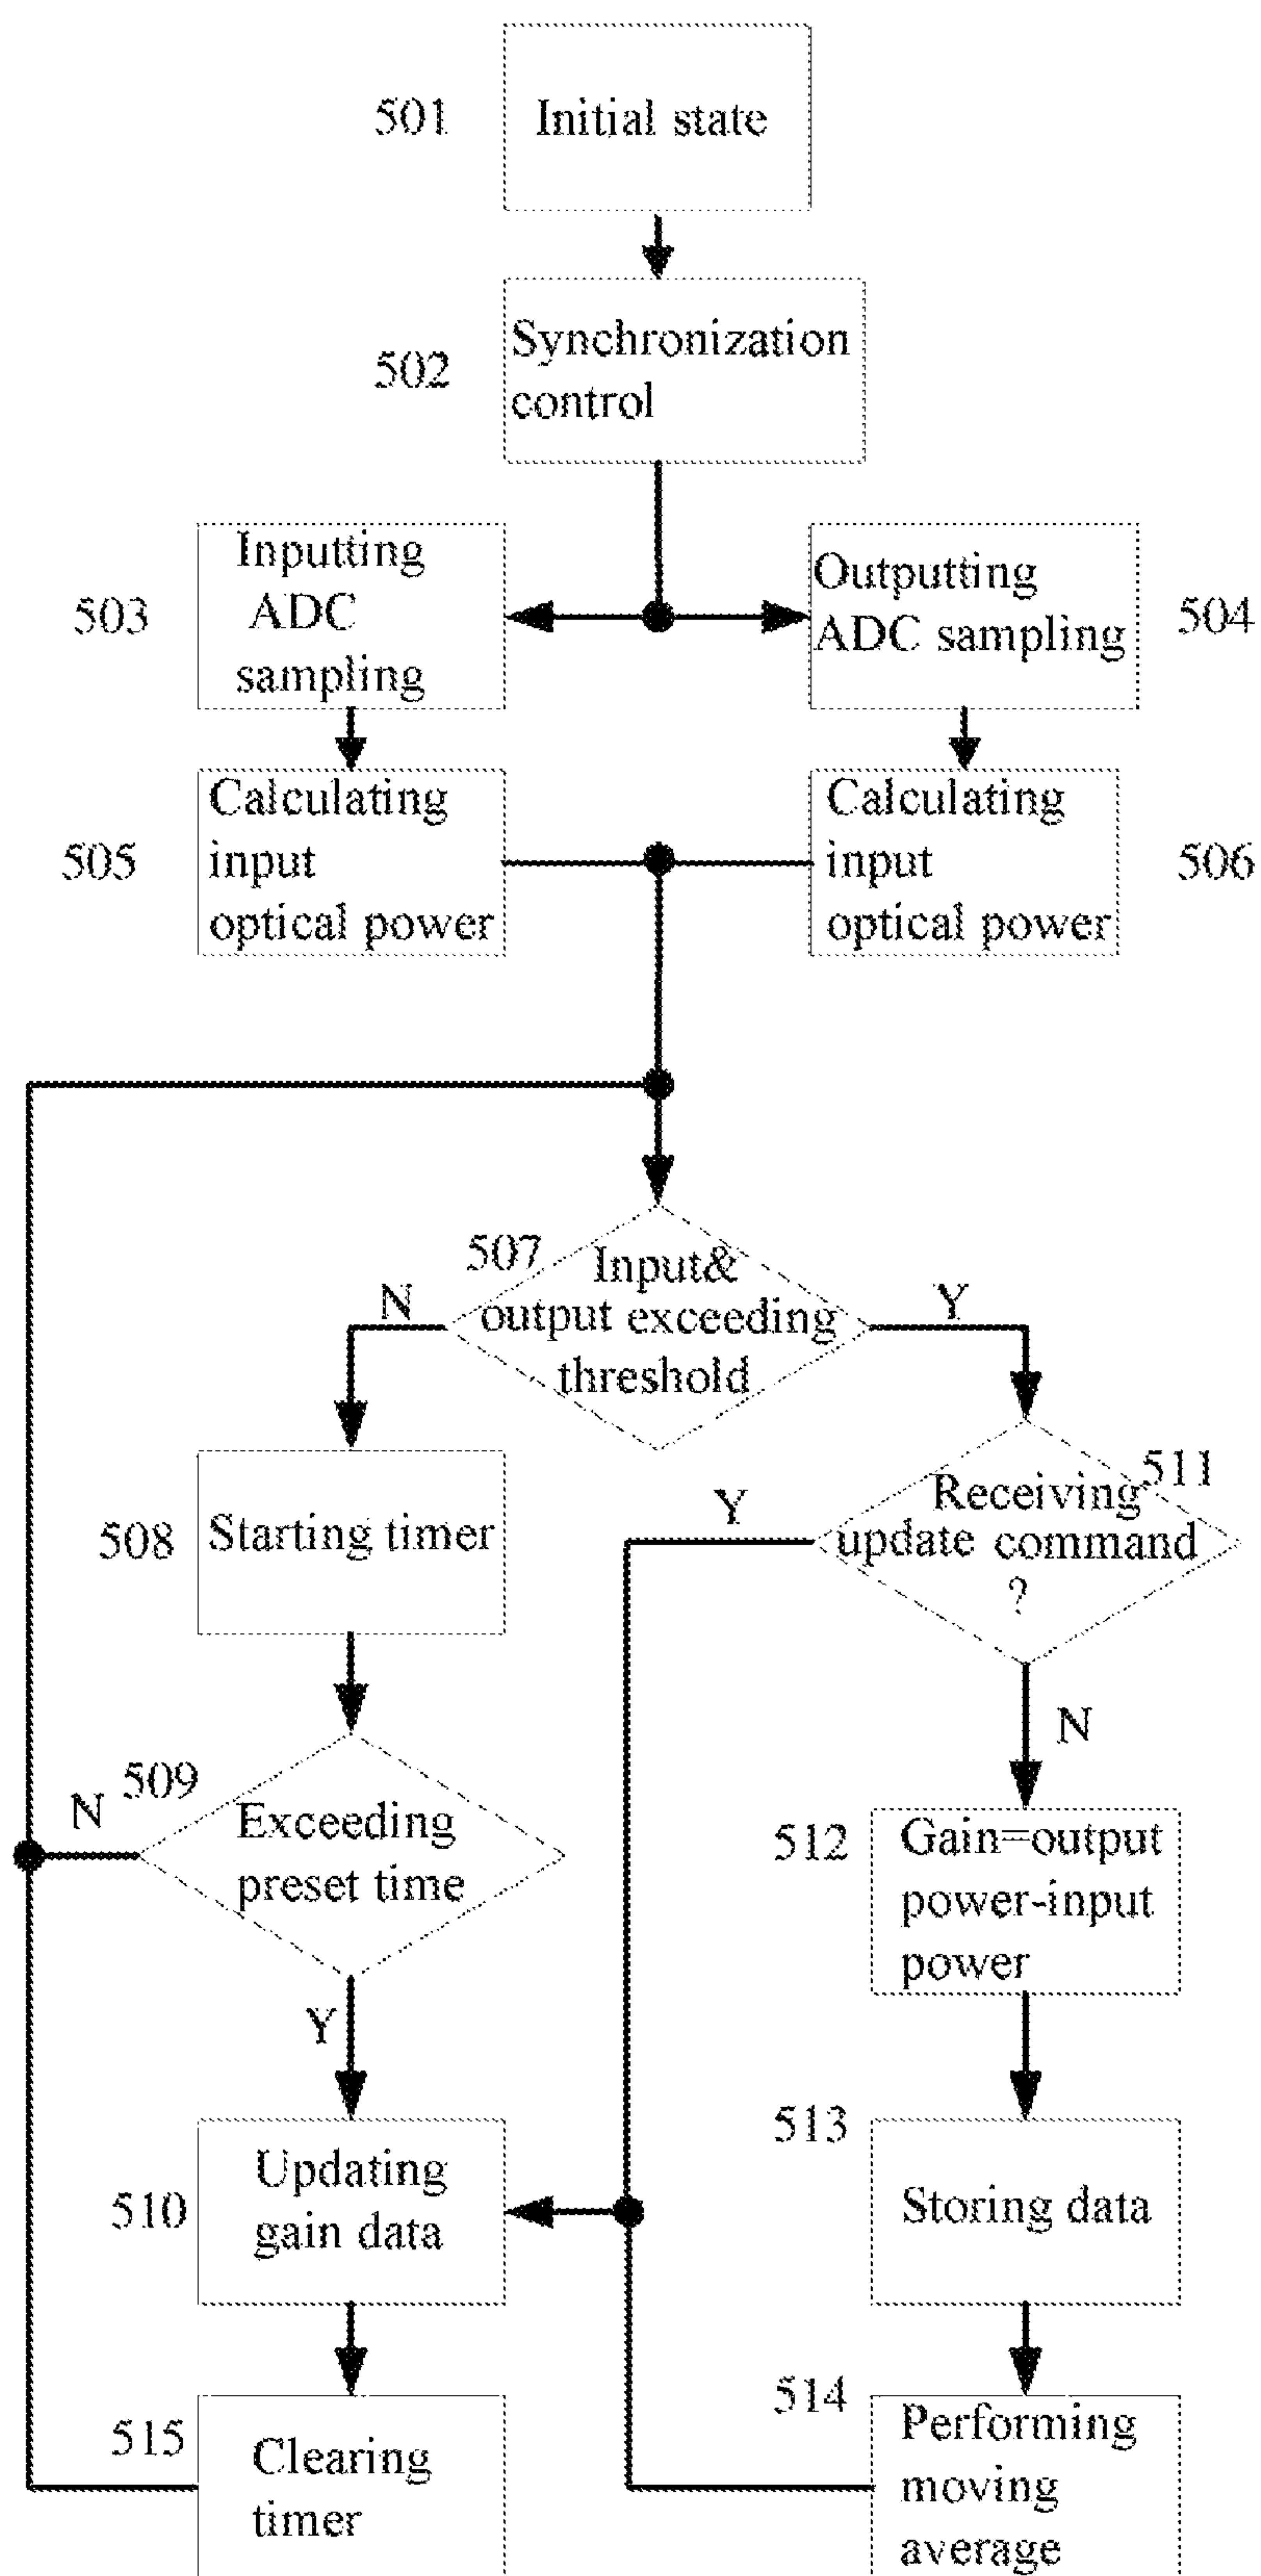 501
Initial state
502
Synchronization
control
503
Inputting
ADC
sampling
Outputting
ADC sampling
504
505
Calculating
input
optical power
Calculating
input
optical power
506
507
Input&
output exceeding
threshold
N
Y
508
Starting timer
511
Receiving
update command
?
Y
N
509
Exceeding
preset time
N
Y
512
Gain=output
power-input
power
510
Updating
gain data
513
Storing data
515
Clearing
timer
514
Performing
moving
average